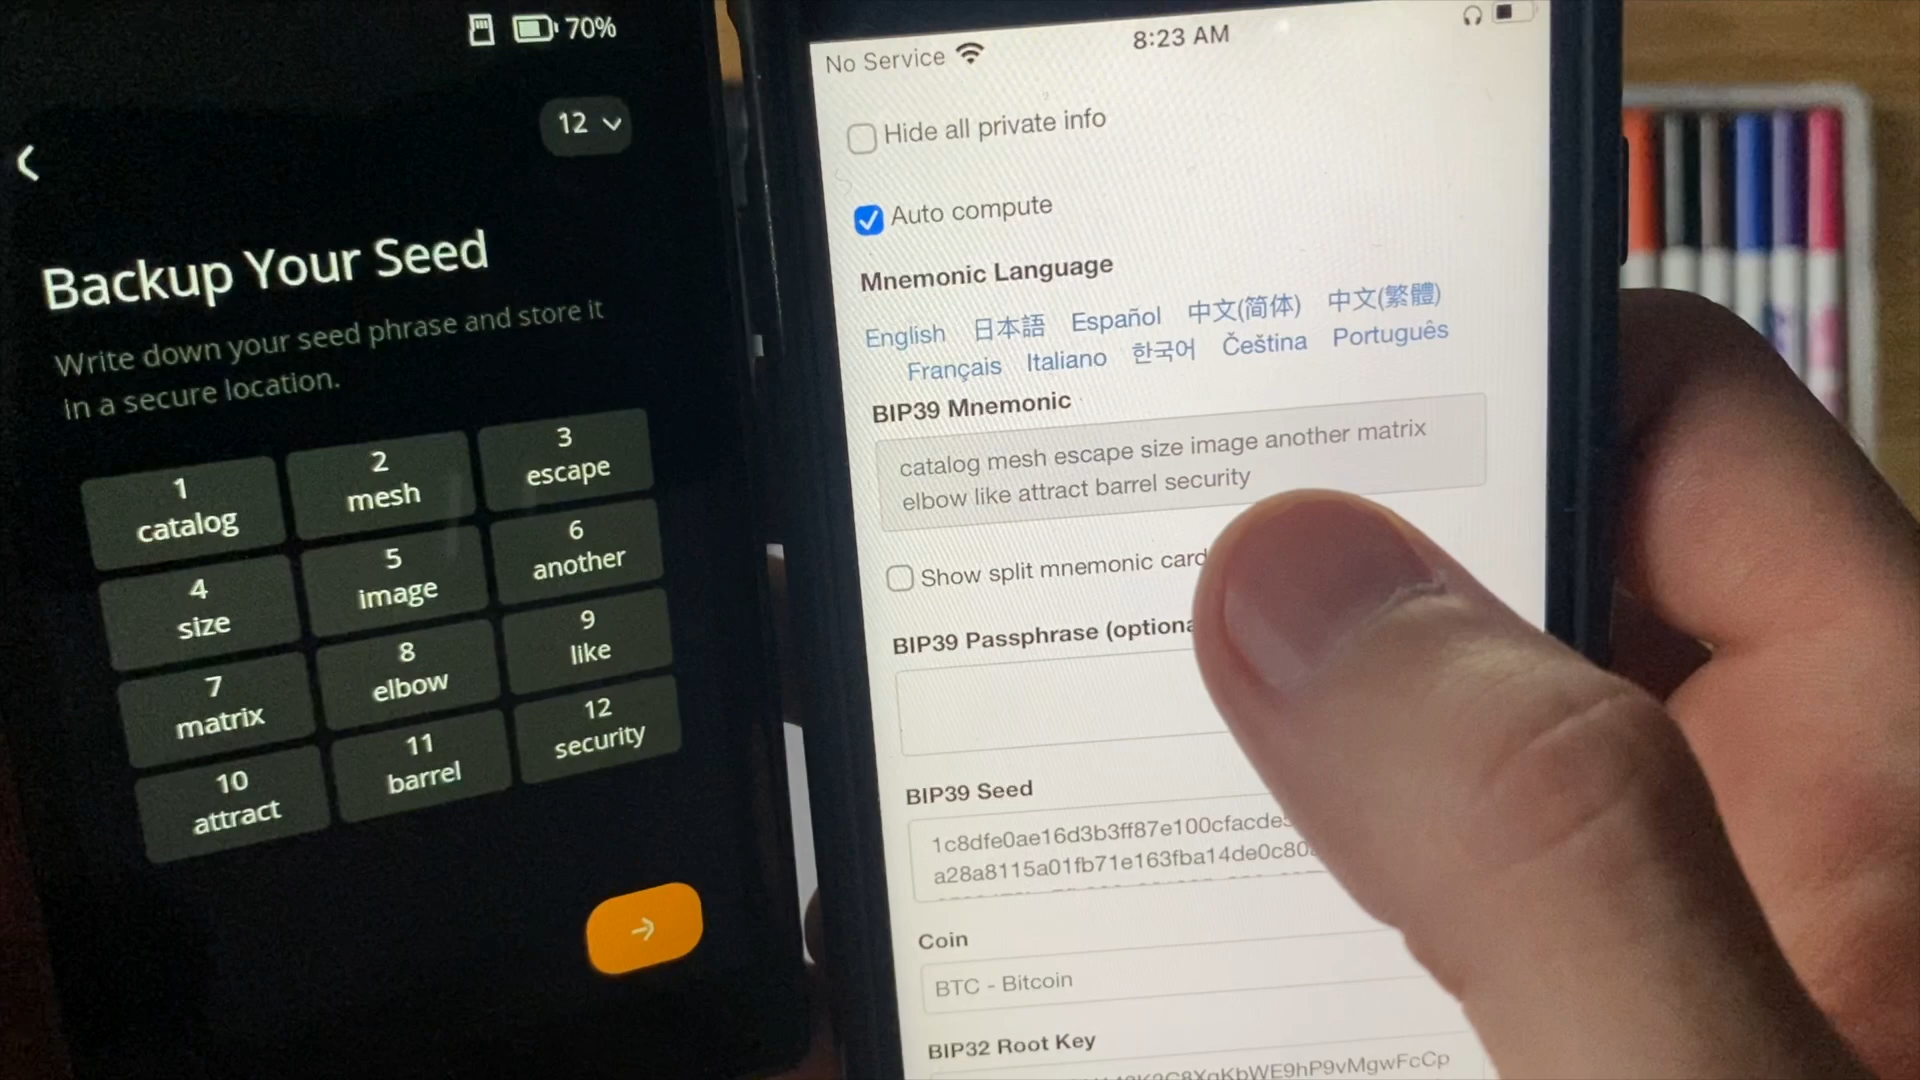 70%
12
Backup Your Seed
Write down your seed phrase and store it
in a secure location.
1
catalog
2
mesh
3
escape
4
size
5
image
6
another
7
matrix
8
elbow
9
like
10
attract
11
barrel
12
security
No Service
8:23 AM
Hide all private info
Auto compute
Mnemonic Language
English 日本語 Español 中文(简体) 中文(繁體)
Français Italiano 한국어 Čeština Português
BIP39 Mnemonic
catalog mesh escape size image another matrix
elbow like attract barrel security
Show split mnemonic card
BIP39 Passphrase (optiona
BIP39 Seed
1c8dfe0ae16d3b3ff87e100cfacde
a28a8115a01fb71e163fba14de0c80
Coin
BTC - Bitcoin
BIP32 Root Key